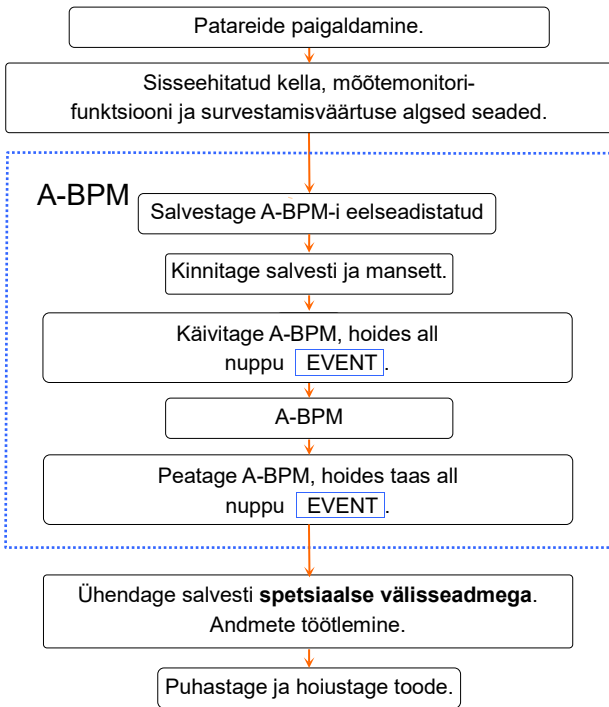 Patareide paigaldamine.
Sisseehitatud kella, mõõtemonitori-
funktsiooni ja survestamisväärtuse algsed seaded.
A-BPM
Salvestage A-BPM-i eelseadistatud
Kinnitage salvesti ja mansett.
Käivitage A-BPM, hoides all
nuppu EVENT.
A-BPM
Peatage A-BPM, hoides taas all
nuppu EVENT.
Ühendage salvesti spetsiaalse välisseadmega.
Andmete töötlemine.
Puhastage ja hoiustage toode.